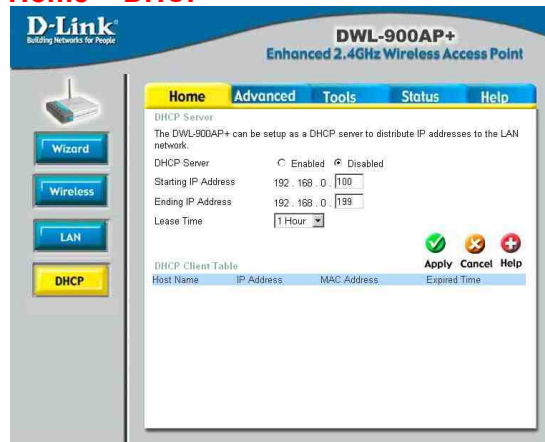 D-Link
Building Networks for People
DWL-900AP+
Enhanced 2.4GHz Wireless Access Point
Home Advanced Tools Status Help
Wizard
Wireless
LAN
DHCP
DHCP Server
The DWL-900AP+ can be setup as a DHCP server to distribute IP addresses to the LAN
network.
DHCP Server Enabled Disabled
Starting IP Address 192 . 168 . 0 . 100
Ending IP Address 192 . 168 . 0 . 199
Lease Time 1 Hour
Apply Cancel Help
DHCP Client Table
Host Name IP Address MAC Address Expired Time